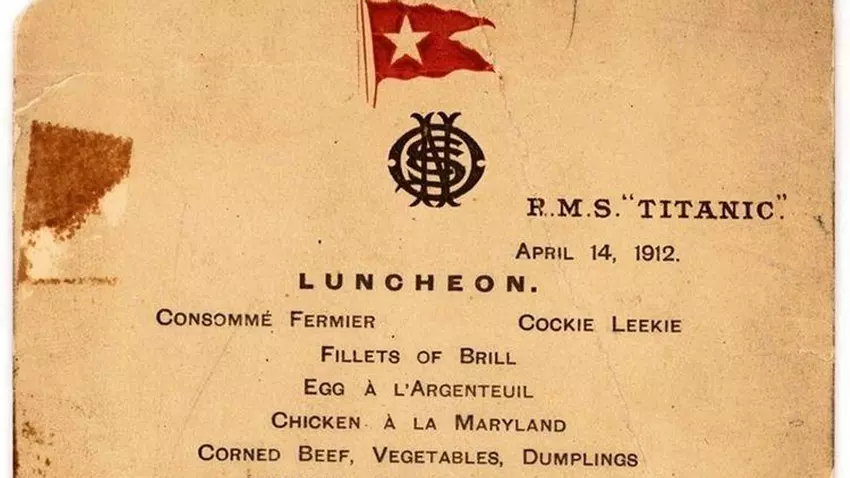 R.M.S. "TITANIC."
APRIL 14, 1912.
LUNCHEON.
CONSOMMÉ FERMIER COCKIE LEEKIE
FILLETS OF BRILL
EGG À L'ARGENTEUIL
CHICKEN À LA MARYLAND
CORNED BEEF, VEGETABLES, DUMPLINGS